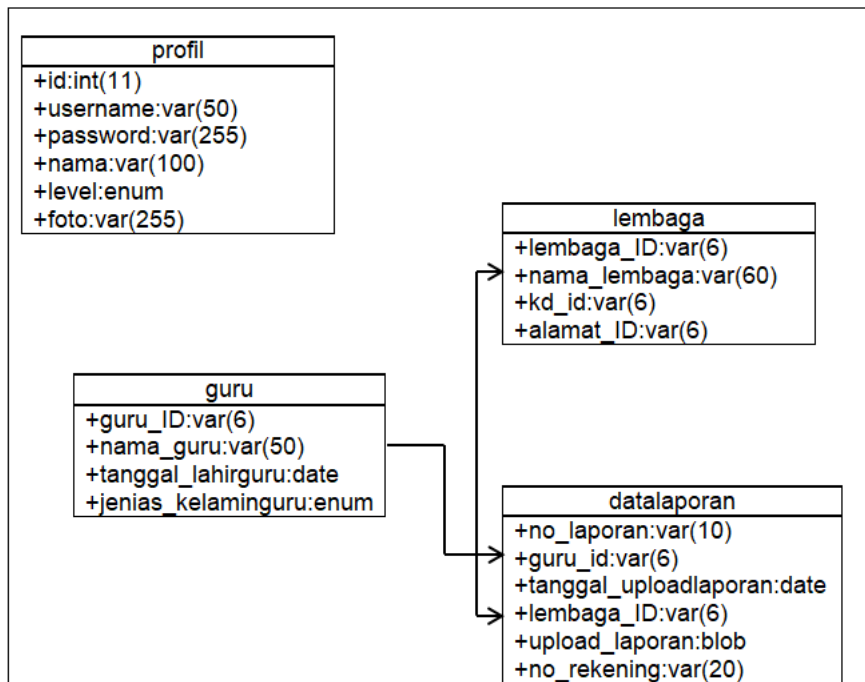 profil
+id:int(11)
+username:var(50)
+password:var(255)
+nama:var(100)
+level:enum
+foto:var(255)
lembaga
+lembaga_ID:var(6)
+nama_lembaga:var(60)
+kd_id:var(6)
+alamat_ID:var(6)
guru
+guru_ID:var(6)
+nama_guru:var(50)
+tanggal_lahirguru:date
+jenias_kelaminguru:enum
datalaporan
+no_laporan:var(10)
+guru_id:var(6)
+tanggal_uploadlaporan:date
+lembaga_ID:var(6)
+upload_laporan:blob
+no_rekening:var(20)